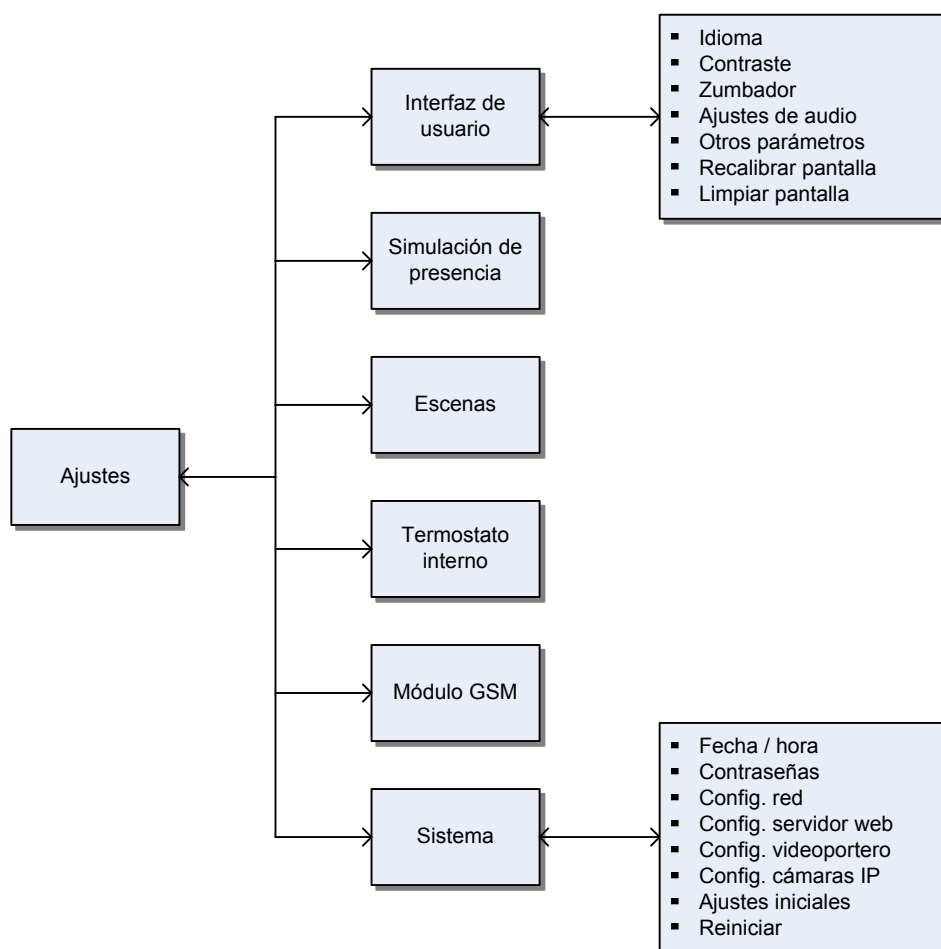 Idioma
Contraste
Zumbador
Ajustes de audio
Otros parámetros
Recalibrar pantalla
Limpiar pantalla
Interfaz de
usuario
Simulación de
presencia
Escenas
Ajustes
Termostato
interno
Módulo GSM
Sistema
Fecha / hora
Contraseñas
Config. red
Config. servidor web
Config. videoportero
Config. cámaras IP
Ajustes iniciales
Reiniciar